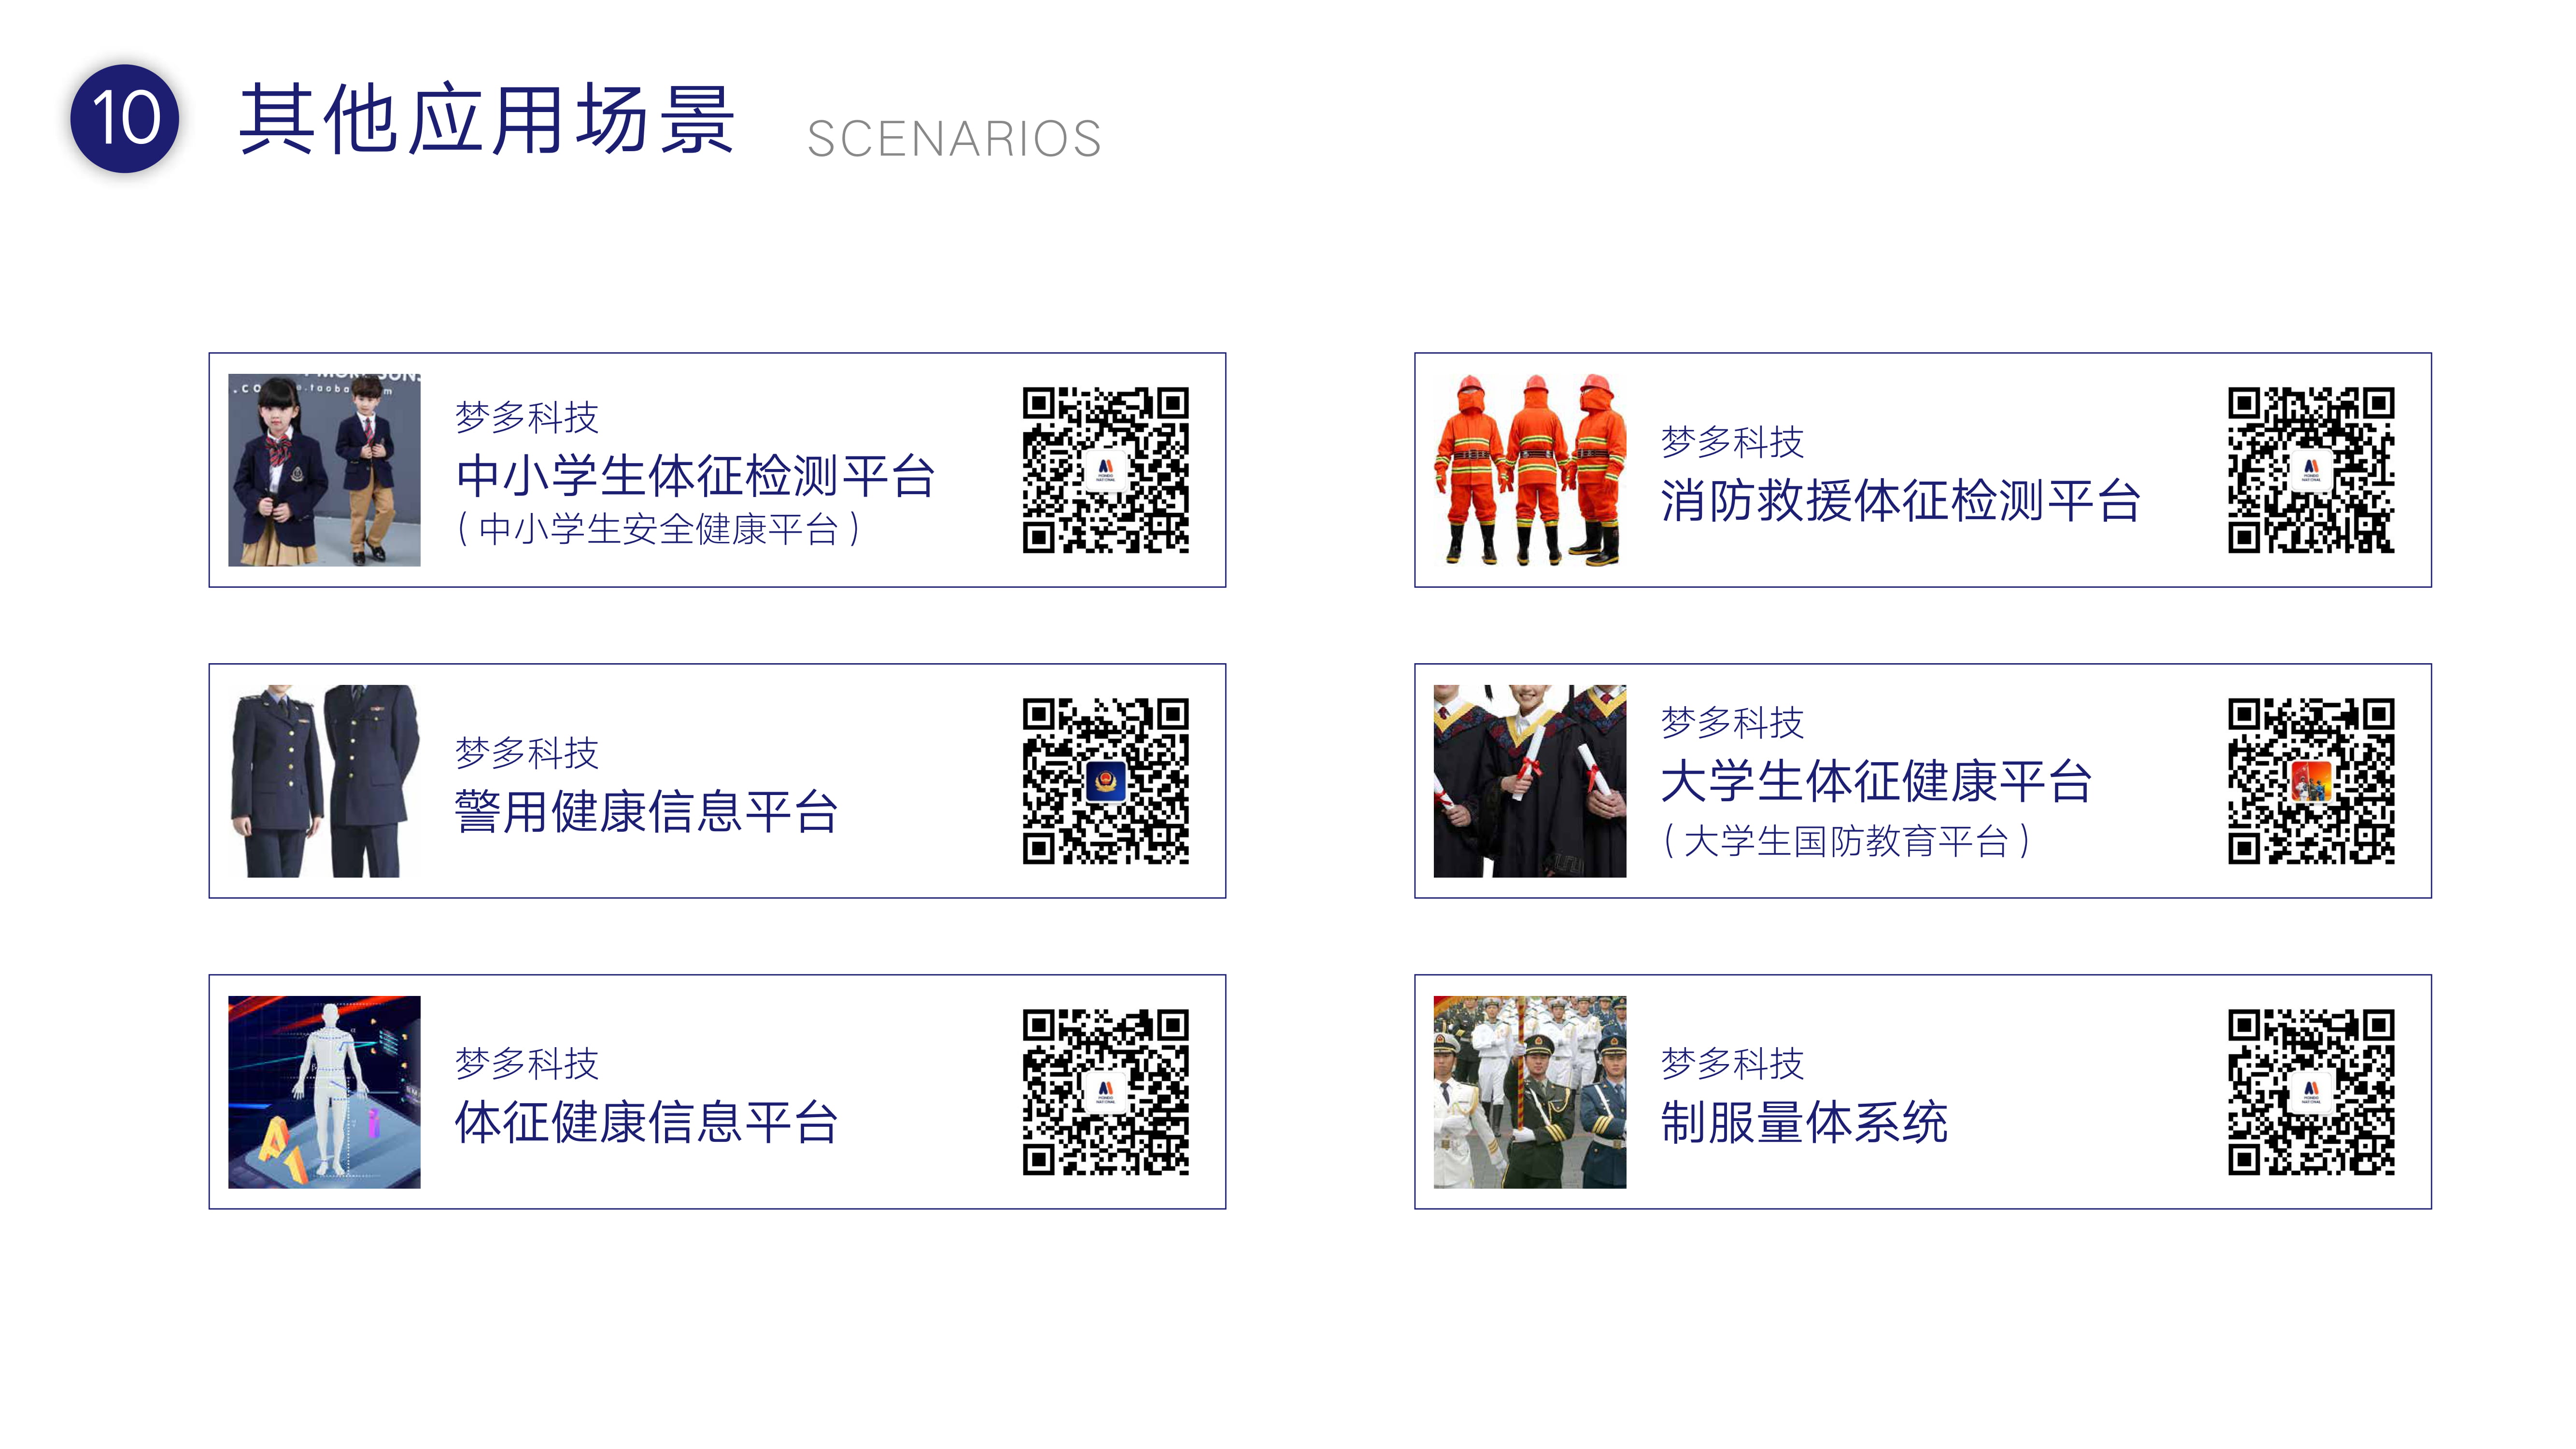 10
其他应用场景 SCENARIOS
梦多科技
中小学生体征检测平台
（中小学生安全健康平台）
梦多科技
消防救援体征检测平台
梦多科技
警用健康信息平台
梦多科技
大学生体征健康平台
（大学生国防教育平台）
梦多科技
体征健康信息平台
梦多科技
制服量体系统